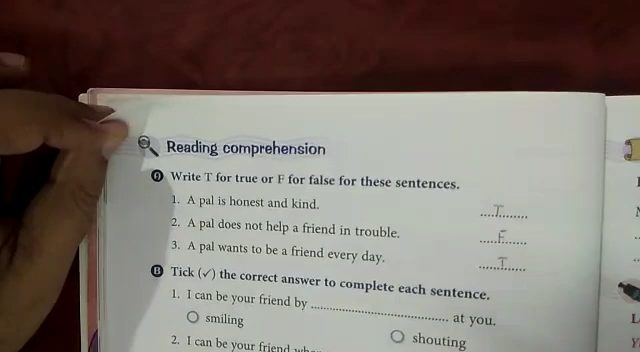 Reading comprehension
A Write T for true or F for false for these sentences.
1. A pal is honest and kind. ....T........
2. A pal does not help a friend in trouble. ....F.......
3. A pal wants to be a friend every day. ....T.......
B Tick (✓) the correct answer to complete each sentence.
1. I can be your friend by ........................................ at you.
smiling
shouting
2. I can be your friend